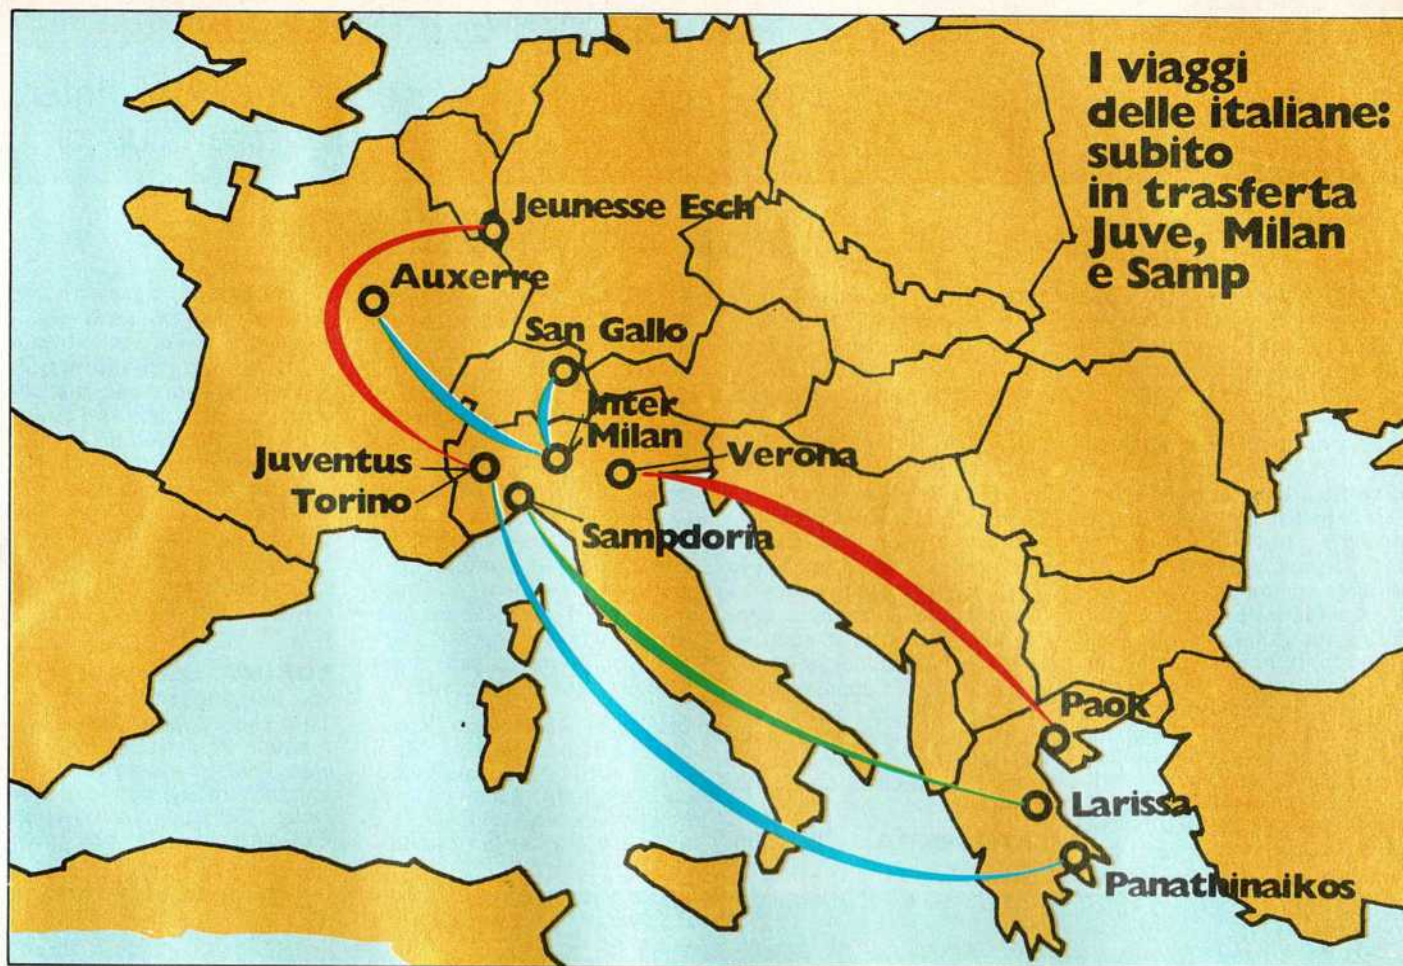 I viaggi
delle italiane:
subito
in trasferta
Juve, Milan
e Samp
Jeunesse Esch
Auxerre
San Gallo
Inter
Milan
Juventus
Torino
Verona
Sampdoria
Paok
Larissa
Panathinaikos